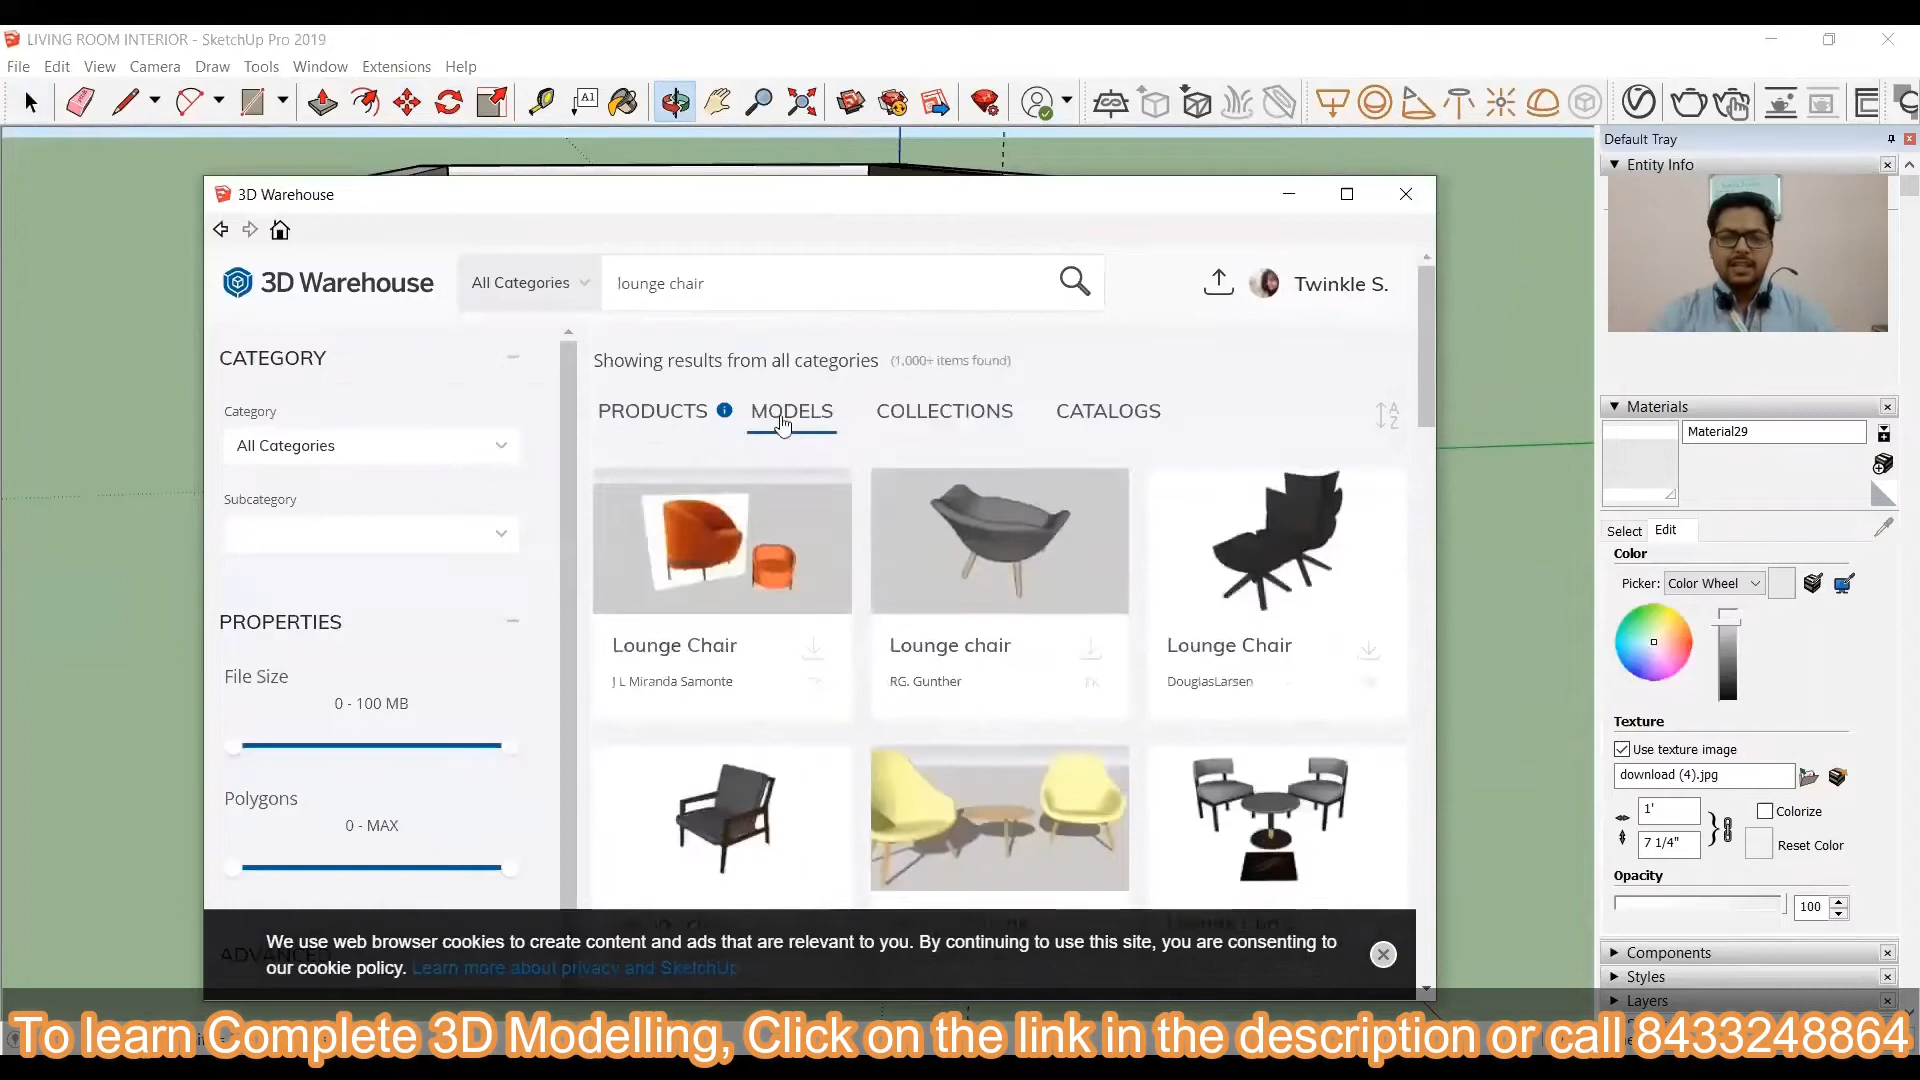 LIVING ROOM INTERIOR - SketchUp Pro 2019
File Edit View Camera Draw Tools Window Extensions Help
A1
Default Tray
Entity Info
3D Warehouse
3D Warehouse
All Categories
lounge chair
Twinkle S.
CATEGORY
Category
All Categories
Subcategory
PROPERTIES
File Size
0 - 100 MB
Polygons
0 - MAX
ADVANCED
Showing results from all categories (1,000+ items found)
PRODUCTS i MODELS COLLECTIONS CATALOGS
A
Z
Lounge Chair
J L Miranda Samonte
Lounge chair
RG. Gunther
Lounge Chair
DouglasLarsen
We use web browser cookies to create content and ads that are relevant to you. By continuing to use this site, you are consenting to
our cookie policy. Learn more about privacy and SketchUp
Materials
Material29
Select Edit
Color
Picker: Color Wheel
Texture
Use texture image
download (4).jpg
1'
Colorize
7 1/4"
Reset Color
Opacity
100
Components
Styles
Layers
To learn Complete 3D Modelling, Click on the link in the description or call 8433248864